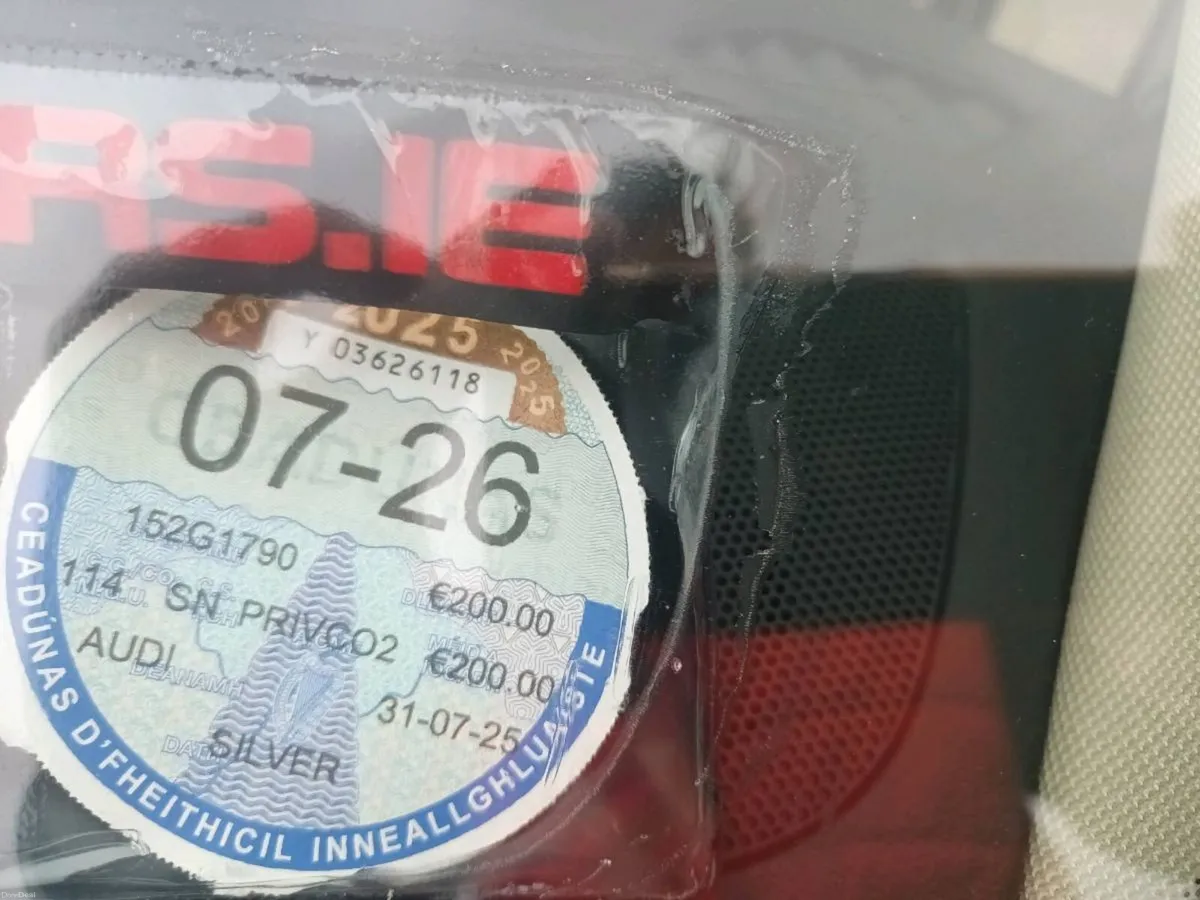 RS.IE
2025 2025
Y 03626118
07-26
152G1790
114 SN PRIVCO2 €200.00
AUDI €200.00
31-07-25
SILVER
CEADÚNAS D'FHEITHICIL INNEALLGHLUAISTE
DoneDeal